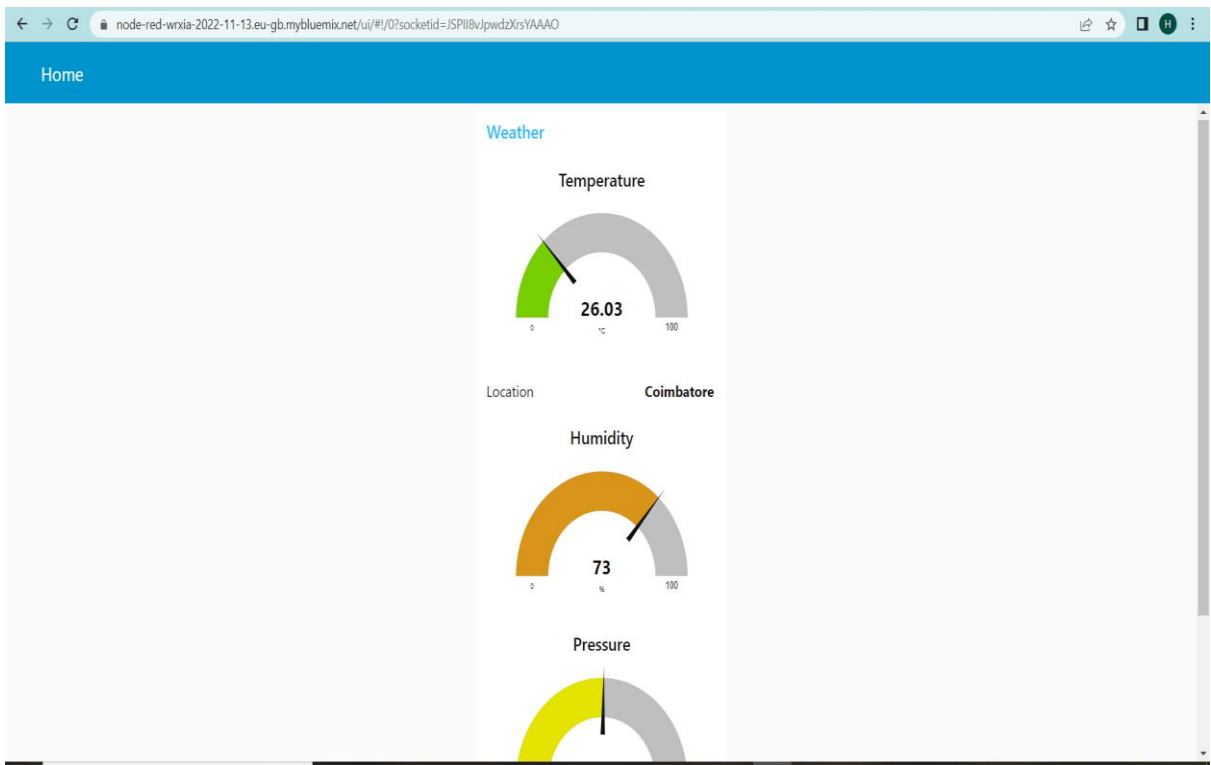 node-red-wrxia-2022-11-13.eu-gb.mybluemix.net/ui/#!/0?socketid=JSPII8vJpwdzXrsYAAAO
H
Home
Weather
Temperature
26.03
0 °C 100
Location Coimbatore
Humidity
73
0 % 100
Pressure